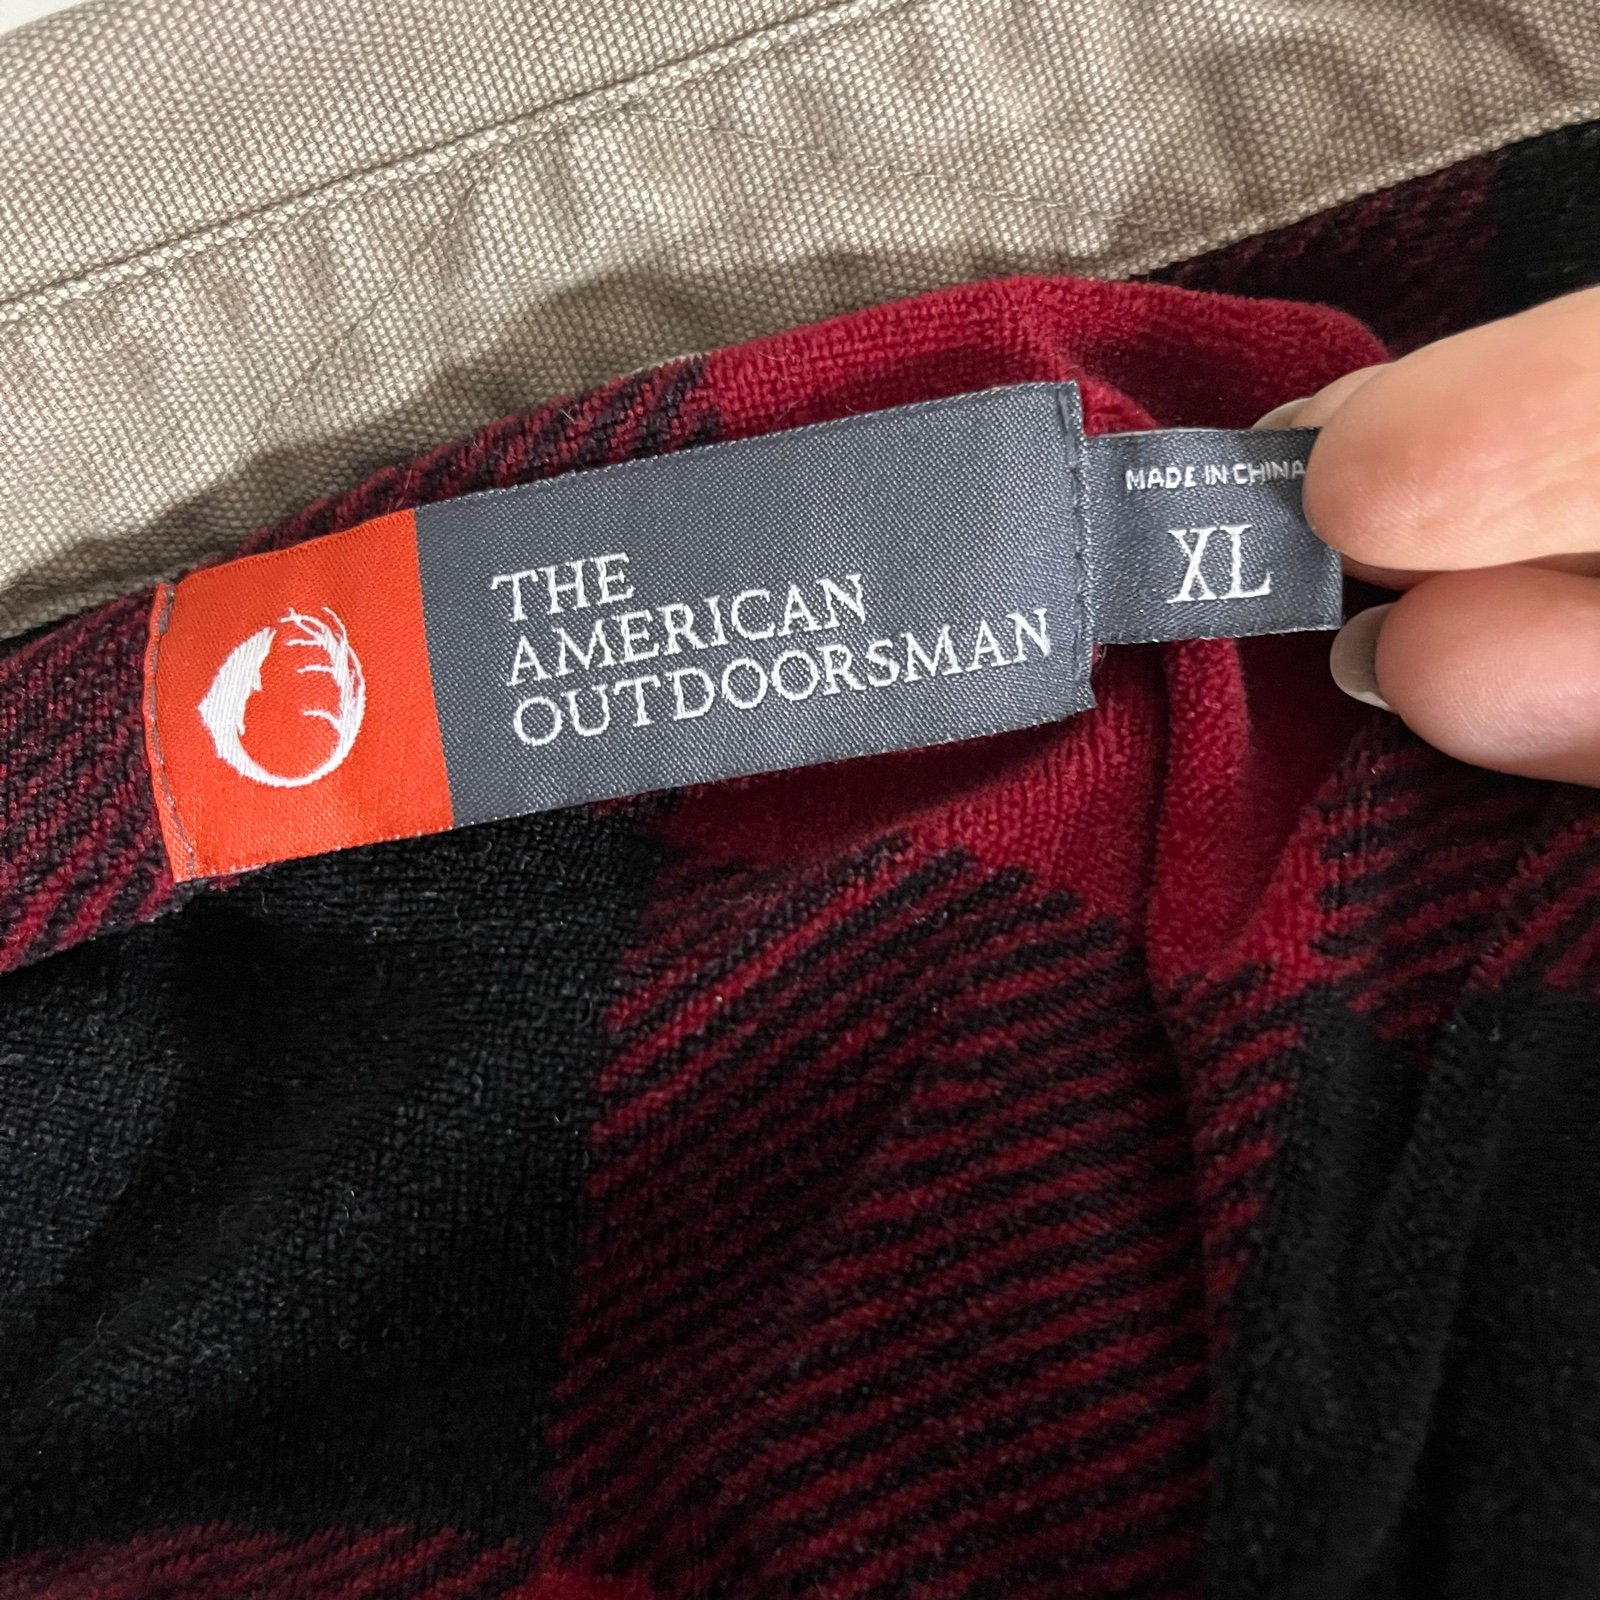 THE
AMERICAN
OUTDOORSMAN
MADE IN CHINA
XL